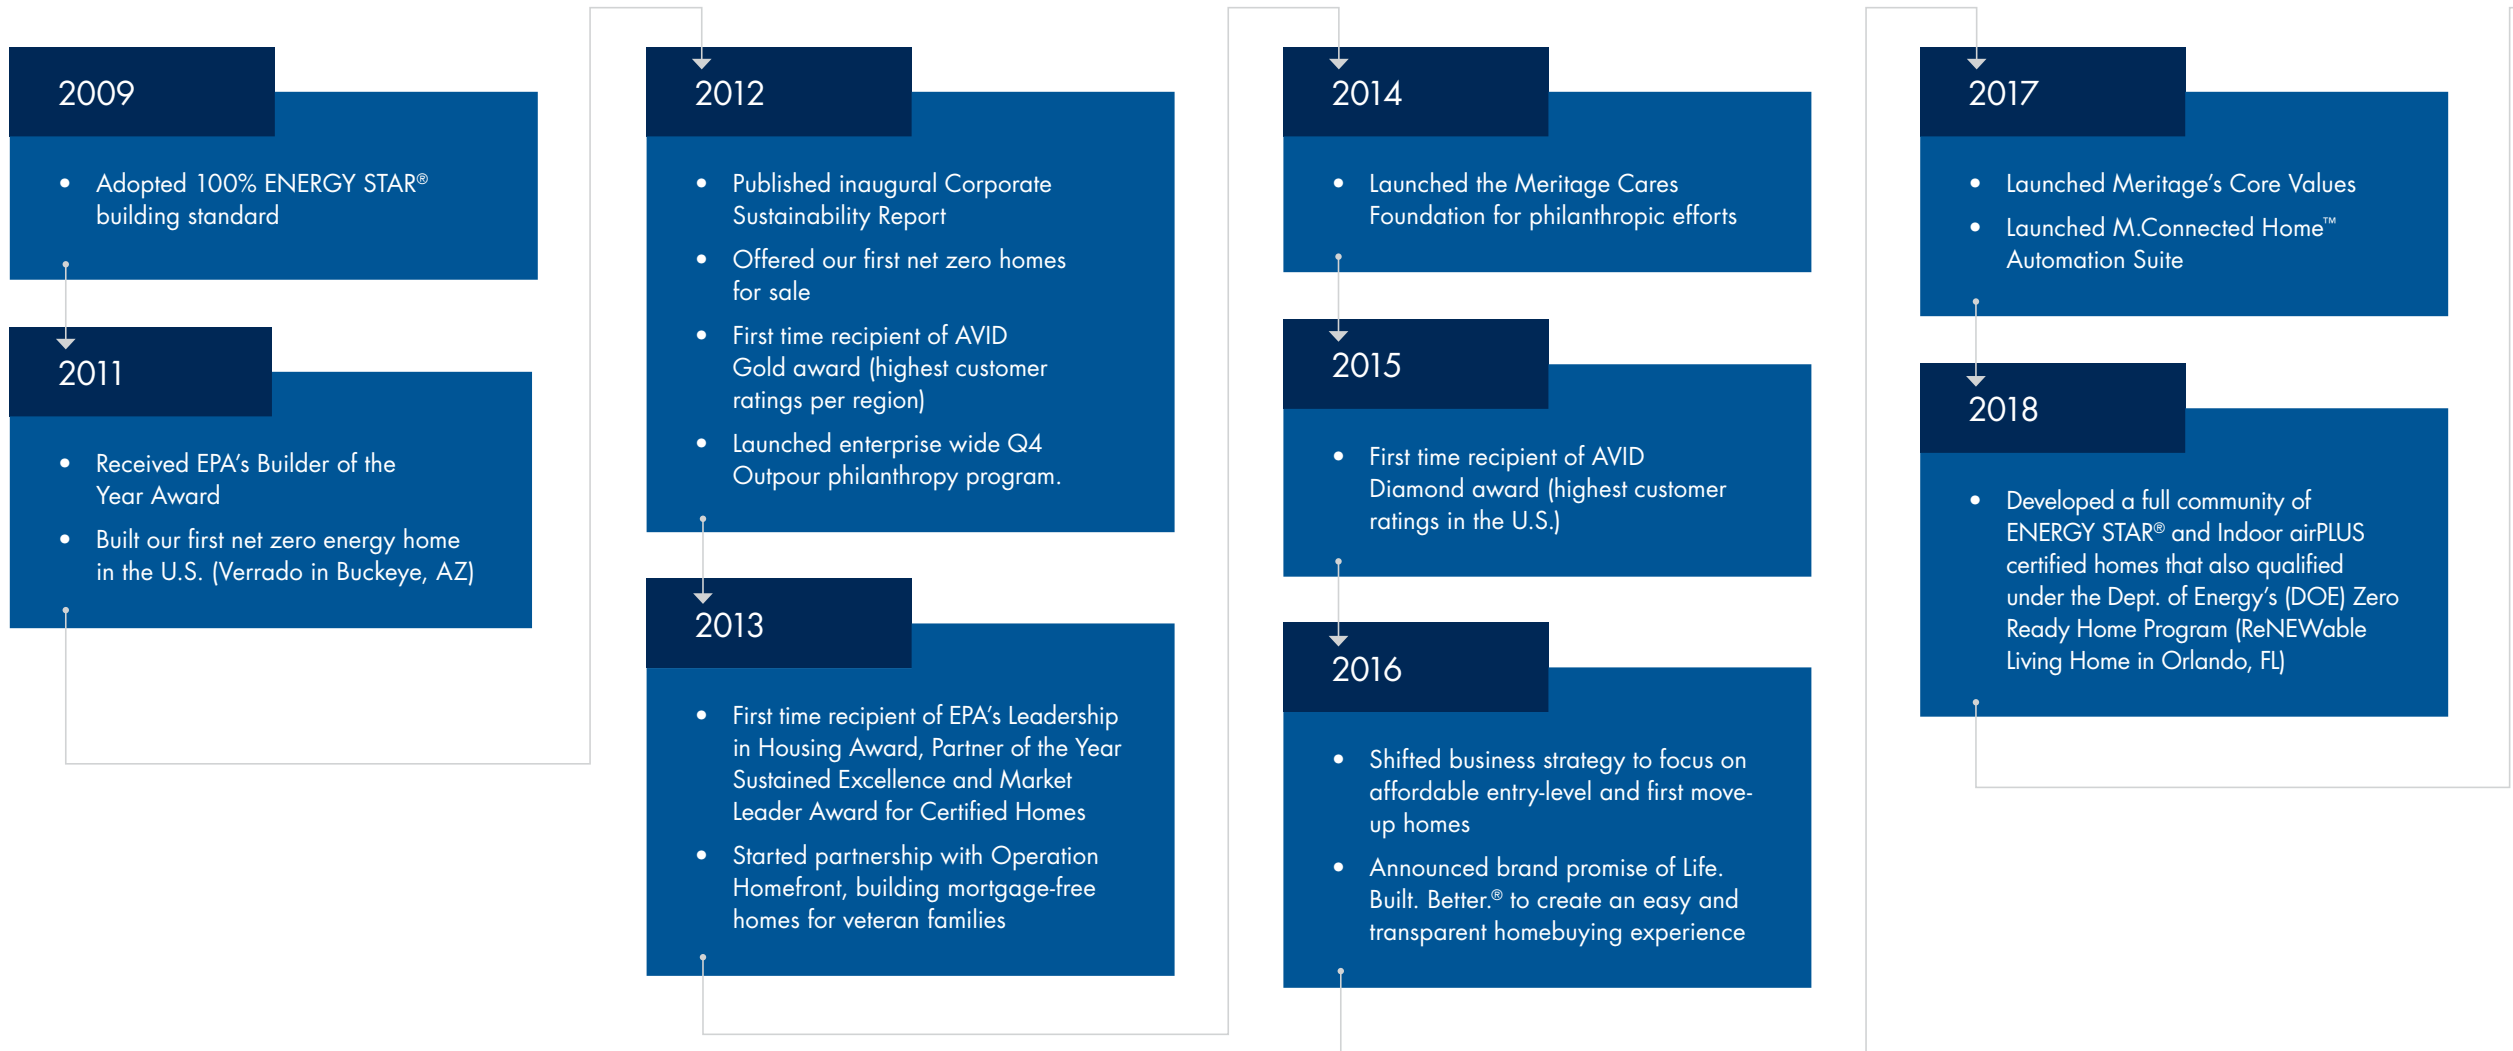 2009
• Adopted 100% ENERGY STAR®
building standard
2011
• Received EPA's Builder of the
Year Award
• Built our first net zero energy home
in the U.S. (Verrado in Buckeye, AZ)
2012
• Published inaugural Corporate
Sustainability Report
• Offered our first net zero homes
for sale
• First time recipient of AVID
Gold award (highest customer
ratings per region)
• Launched enterprise wide Q4
Outpour philanthropy program.
2013
• First time recipient of EPA's Leadership
in Housing Award, Partner of the Year
Sustained Excellence and Market
Leader Award for Certified Homes
• Started partnership with Operation
Homefront, building mortgage-free
homes for veteran families
2014
• Launched the Meritage Cares
Foundation for philanthropic efforts
2015
• First time recipient of AVID
Diamond award (highest customer
ratings in the U.S.)
2016
• Shifted business strategy to focus on
affordable entry-level and first move-
up homes
• Announced brand promise of Life.
Built. Better.® to create an easy and
transparent homebuying experience
2017
• Launched Meritage's Core Values
• Launched M.Connected Home™
Automation Suite
2018
• Developed a full community of
ENERGY STAR® and Indoor airPLUS
certified homes that also qualified
under the Dept. of Energy's (DOE) Zero
Ready Home Program (ReNEWable
Living Home in Orlando, FL)